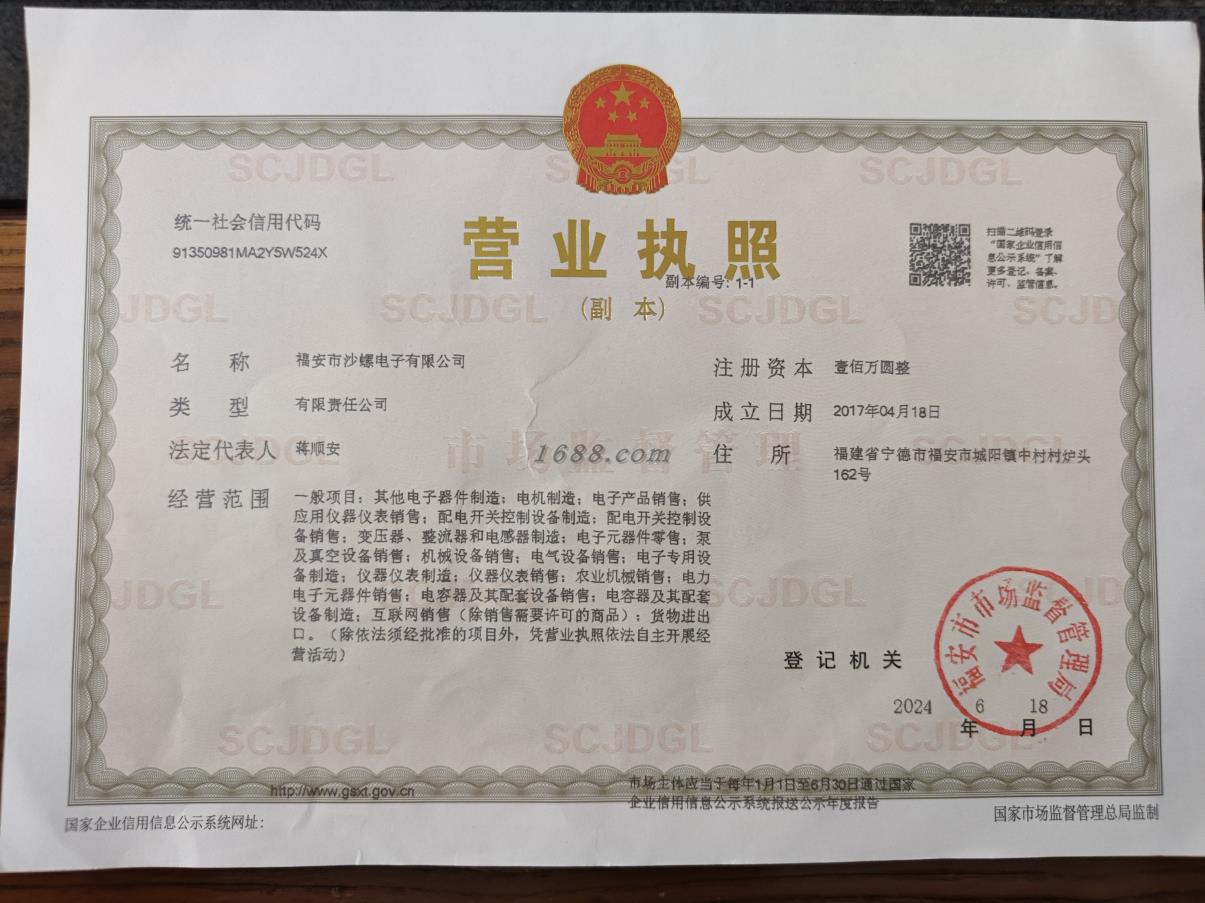 SCJDGL SCJDGL SCJDGL
统一社会信用代码
91350981MA2Y5W524X
营业执照
副本编号: 1-1
(副 本)
扫描二维码登录
“国家企业信用信
息公示系统”了解
更多登记、备案、
许可、监管信息。
JDGL SCJDGL SCJDGL SCJD
名 称 福安市沙螺电子有限公司
类 型 有限责任公司
法定代表人 蒋顺安
经营范围 一般项目：其他电子器件制造；电机制造；电子产品销售；供
应用仪器仪表销售；配电开关控制设备制造；配电开关控制设
备销售；变压器、整流器和电感器制造；电子元器件零售；泵
及真空设备销售；机械设备销售；电气设备销售；电子专用设
备制造；仪器仪表制造；仪器仪表销售；农业机械销售；电力
电子元器件销售；电容器及其配套设备销售；电容器及其配套
设备制造；互联网销售（除销售需要许可的商品）；货物进出
口。（除依法须经批准的项目外，凭营业执照依法自主开展经
营活动）
注册资本 壹佰万圆整
成立日期 2017年04月18日
住 所 福建省宁德市福安市城阳镇中村村炉头
162号
市场监督管理
1688.com
SCJDGL
JDGL SCJDGL SCJD
登记机关
福安市市场监督管理局
2024 年 6 月 18 日
SCJDGL SCJDGL SCJDGL
http://www.gsxt.gov.cn
国家企业信用信息公示系统网址：
市场主体应当于每年1月1日至6月30日通过国家
企业信用信息公示系统报送公示年度报告
国家市场监督管理总局监制